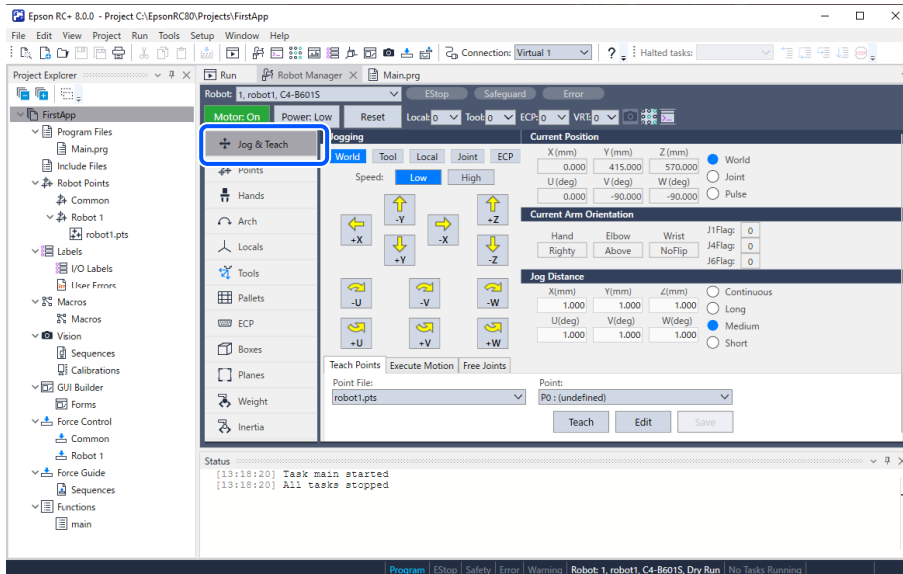 Epson RC+ 8.0.0 - Project C:\EpsonRC80\Projects\FirstApp
File Edit View Project Run Tools Setup Window Help
Connection: Virtual 1 ? Halted tasks:
Project Explorer
Run Robot Manager Main.prg
Robot: 1, robot1, C4-B601S EStop Safeguard Error
Motor: On Power: Low Reset Local: 0 Tool: 0 ECP: 0 VRT: 0
FirstApp
Program Files
Main.prg
Include Files
Robot Points
Common
Robot 1
robot1.pts
Labels
I/O Labels
User Errors
Macros
Macros
Vision
Sequences
Calibrations
GUI Builder
Forms
Force Control
Common
Robot 1
Force Guide
Sequences
Functions
main
Jog & Teach
Points
Hands
Arch
Locals
Tools
Pallets
ECP
Boxes
Planes
Weight
Inertia
Jogging
World Tool Local Joint ECP
Speed: Low High
-Y +Z
+X -X
+Y -Z
-U -V -W
+U +V +W
Current Position
X (mm) Y (mm) Z (mm)
0.000 415.000 570.000
U (deg) V (deg) W (deg)
0.000 -90.000 -90.000
World
Joint
Pulse
Current Arm Orientation
Hand Elbow Wrist
Righty Above NoFlip
J1Flag: 0
J4Flag: 0
J6Flag: 0
Jog Distance
X(mm) Y(mm) Z(mm)
1.000 1.000 1.000
U(deg) V(deg) W(deg)
1.000 1.000 1.000
Continuous
Long
Medium
Short
Teach Points Execute Motion Free Joints
Point File: Point:
robot1.pts P0 : (undefined)
Teach Edit Save
Status
[13:18:20] Task main started
[13:18:20] All tasks stopped
Program EStop Safety Error Warning Robot: 1, robot1, C4-B601S, Dry Run No Tasks Running